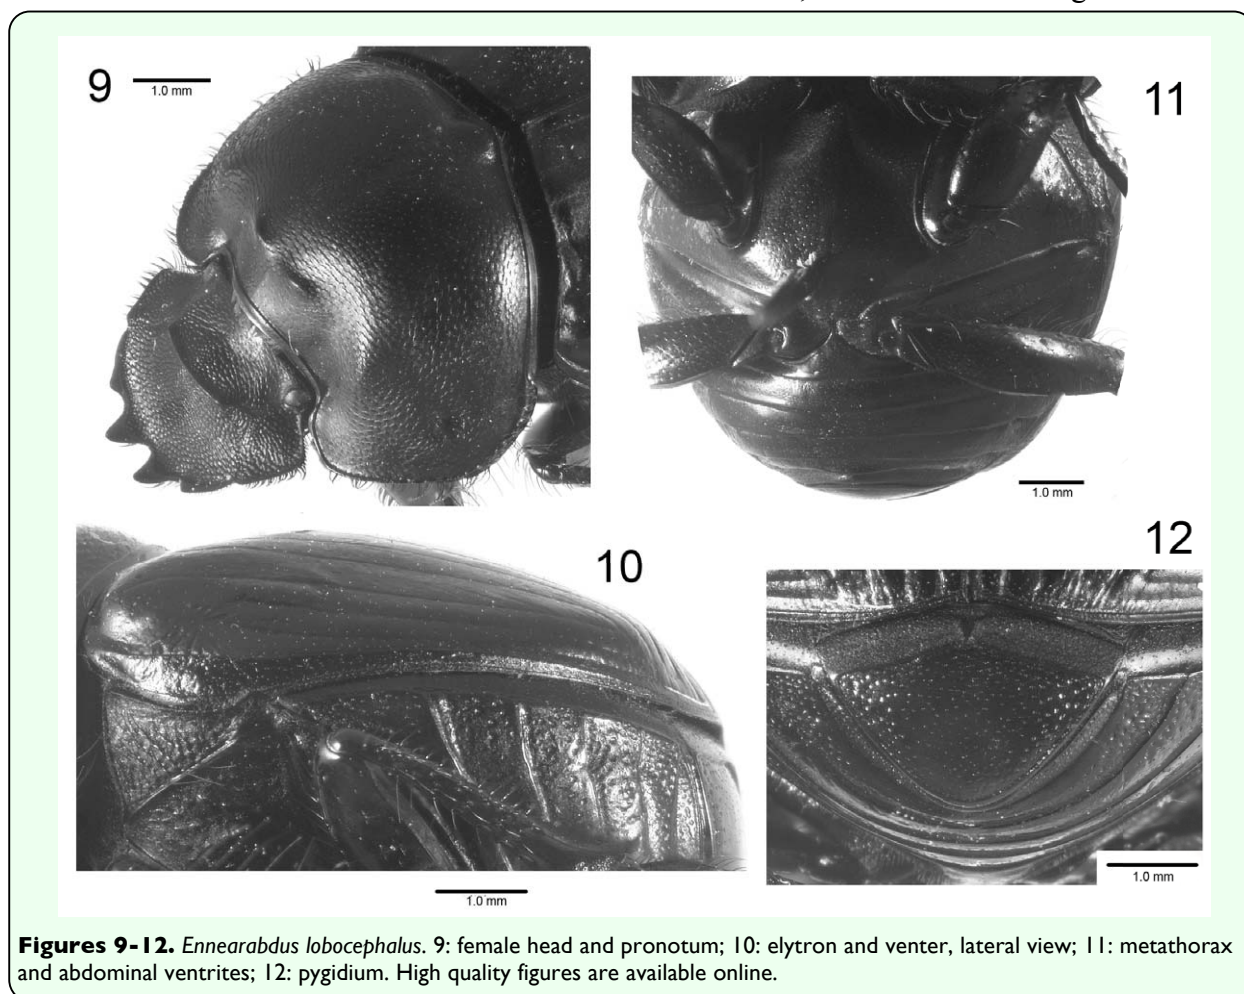 9
1.0 mm
11
1.0 mm
10
1.0 mm
12
1.0 mm
Figures 9-12. Ennearabdus lobocephalus. 9: female head and pronotum; 10: elytron and venter, lateral view; 11: metathorax
and abdominal ventrites; 12: pygidium. High quality figures are available online.